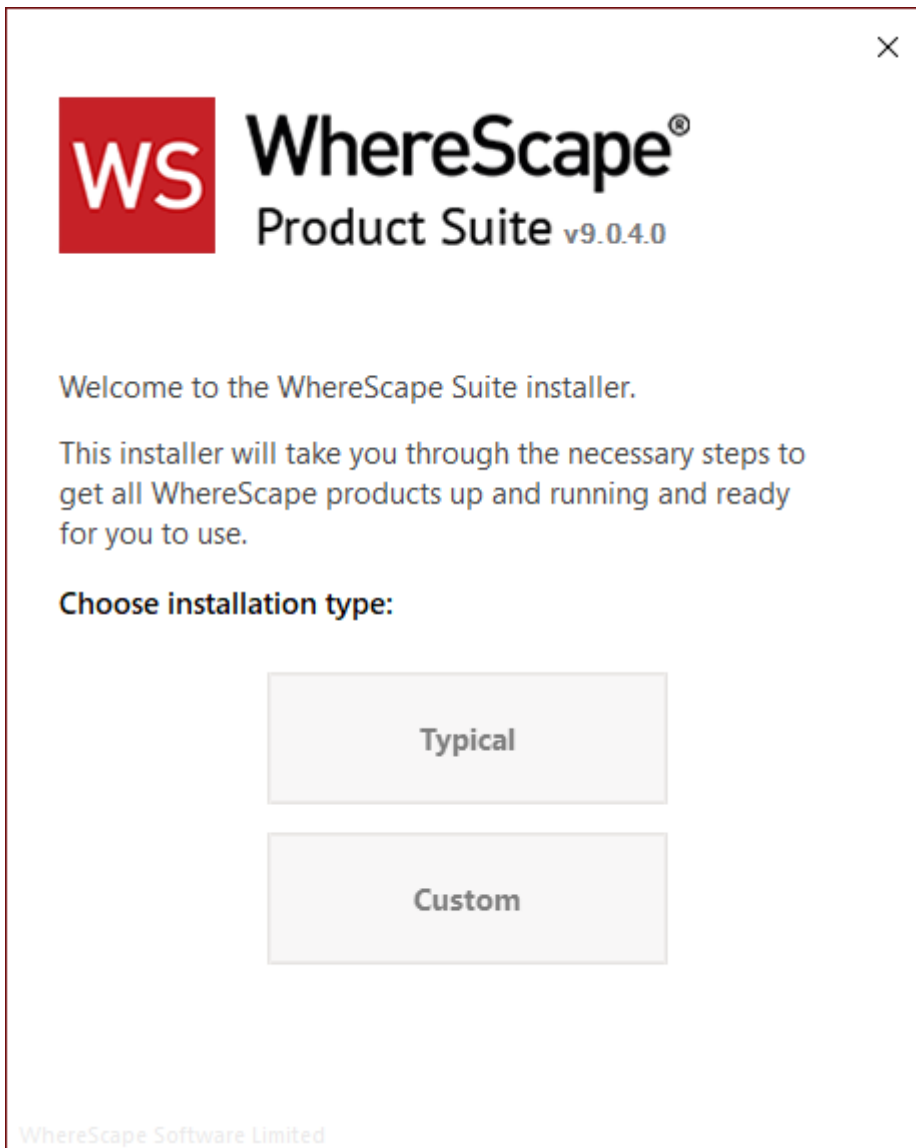 WS
WhereScape®
Product Suite v9.0.4.0
Welcome to the WhereScape Suite installer.
This installer will take you through the necessary steps to
get all WhereScape products up and running and ready
for you to use.
Choose installation type:
Typical
Custom
WhereScape Software Limited